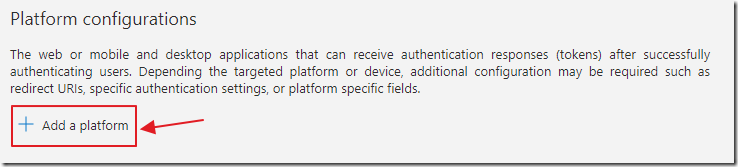 Platform configurations
The web or mobile and desktop applications that can receive authentication responses (tokens) after successfully
authenticating users. Depending the targeted platform or device, additional configuration may be required such as
redirect URIs, specific authentication settings, or platform specific fields.
+ Add a platform